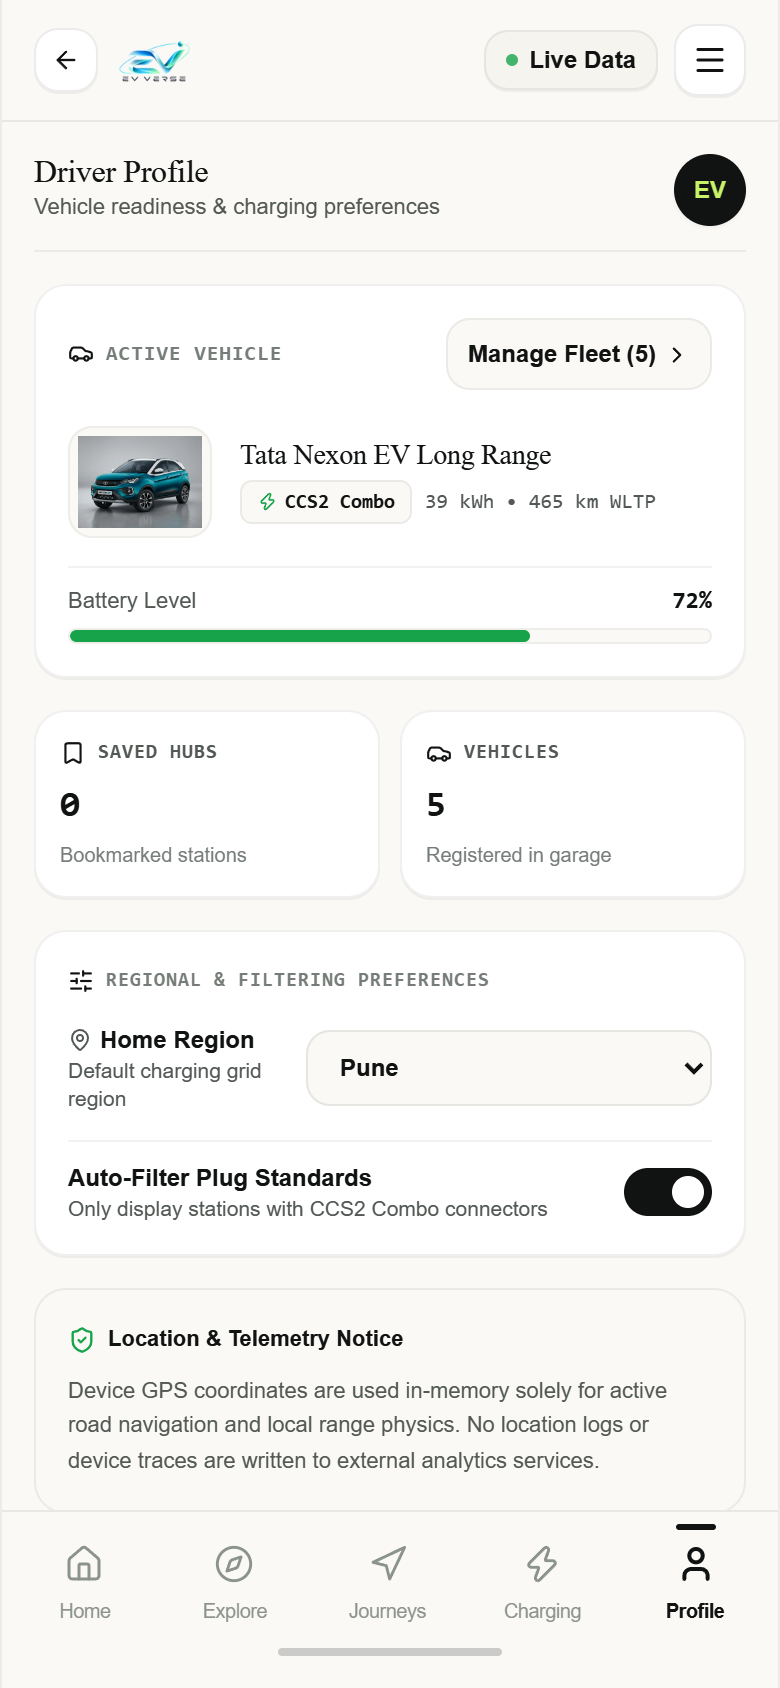 EV VERSE
Live Data
Driver Profile
Vehicle readiness & charging preferences
EV
ACTIVE VEHICLE
Manage Fleet (5)
Tata Nexon EV Long Range
CCS2 Combo
39 kWh • 465 km WLTP
Battery Level
72%
SAVED HUBS
0
Bookmarked stations
VEHICLES
5
Registered in garage
REGIONAL & FILTERING PREFERENCES
Home Region
Default charging grid
region
Pune
Auto-Filter Plug Standards
Only display stations with CCS2 Combo connectors
Location & Telemetry Notice
Device GPS coordinates are used in-memory solely for active
road navigation and local range physics. No location logs or
device traces are written to external analytics services.
Home
Explore
Journeys
Charging
Profile